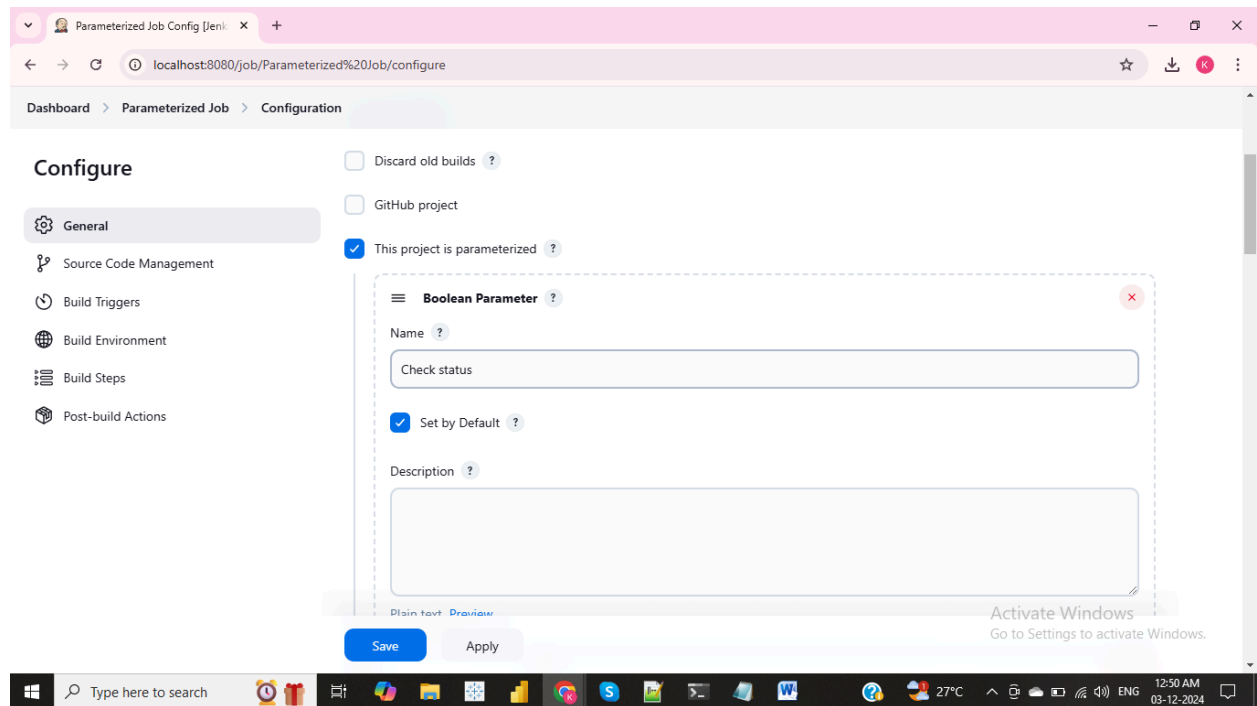 Parameterized Job Config [Jenk
localhost:8080/job/Parameterized%20Job/configure
K
Dashboard > Parameterized Job > Configuration
Configure
General
Source Code Management
Build Triggers
Build Environment
Build Steps
Post-build Actions
Discard old builds ?
GitHub project
This project is parameterized ?
Boolean Parameter ?
Name ?
Check status
Set by Default ?
Description ?
Plain text Preview
Save
Apply
Activate Windows
Go to Settings to activate Windows.
Type here to search
27°C
ENG
12:50 AM
03-12-2024